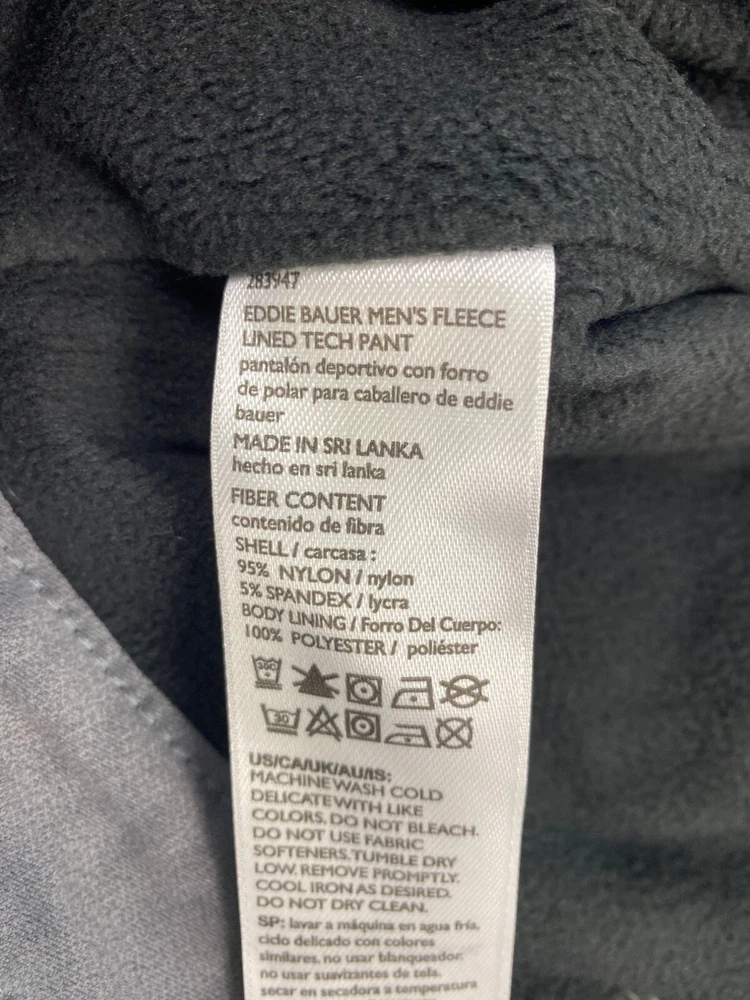 283947
EDDIE BAUER MEN'S FLEECE
LINED TECH PANT
pantalón deportivo con forro
de polar para caballero de eddie
bauer
MADE IN SRI LANKA
hecho en sri lanka
FIBER CONTENT
contenido de fibra
SHELL / carcasa :
95% NYLON / nylon
5% SPANDEX / lycra
BODY LINING / Forro Del Cuerpo:
100% POLYESTER / poliéster
30°
30
US/CA/UK/AU/IS:
MACHINE WASH COLD
DELICATE WITH LIKE
COLORS. DO NOT BLEACH.
DO NOT USE FABRIC
SOFTENERS. TUMBLE DRY
LOW. REMOVE PROMPTLY.
COOL IRON AS DESIRED.
DO NOT DRY CLEAN.
SP: lavar a máquina en agua fría,
ciclo delicado con colores
similares. no usar blanqueador.
no usar suavizantes de tela.
secar en secadora a temperatura